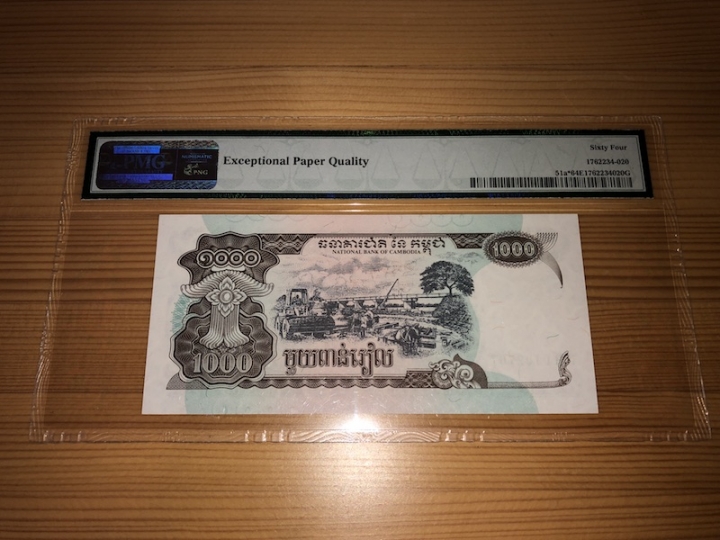 PMG
PNG
Exceptional Paper Quality
Sixty Four
1762234-020
51a*64E1762234020G
ធនាគារជាតិ នៃ កម្ពុជា
NATIONAL BANK OF CAMBODIA
១០០០
1000
1000
មួយពាន់រៀល